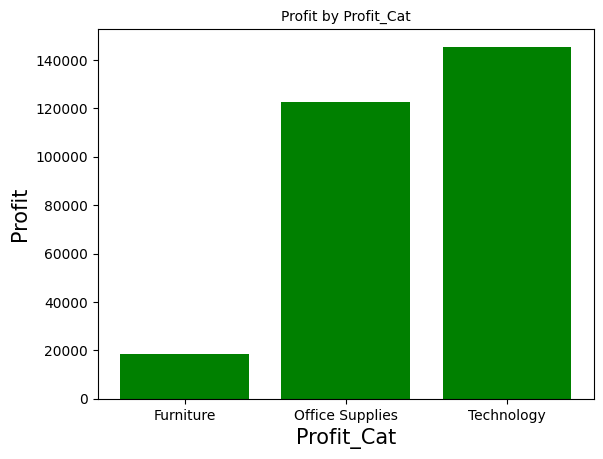 Profit by Profit_Cat
Profit
140000
120000
100000
80000
60000
40000
20000
0
Furniture
Office Supplies
Technology
Profit_Cat